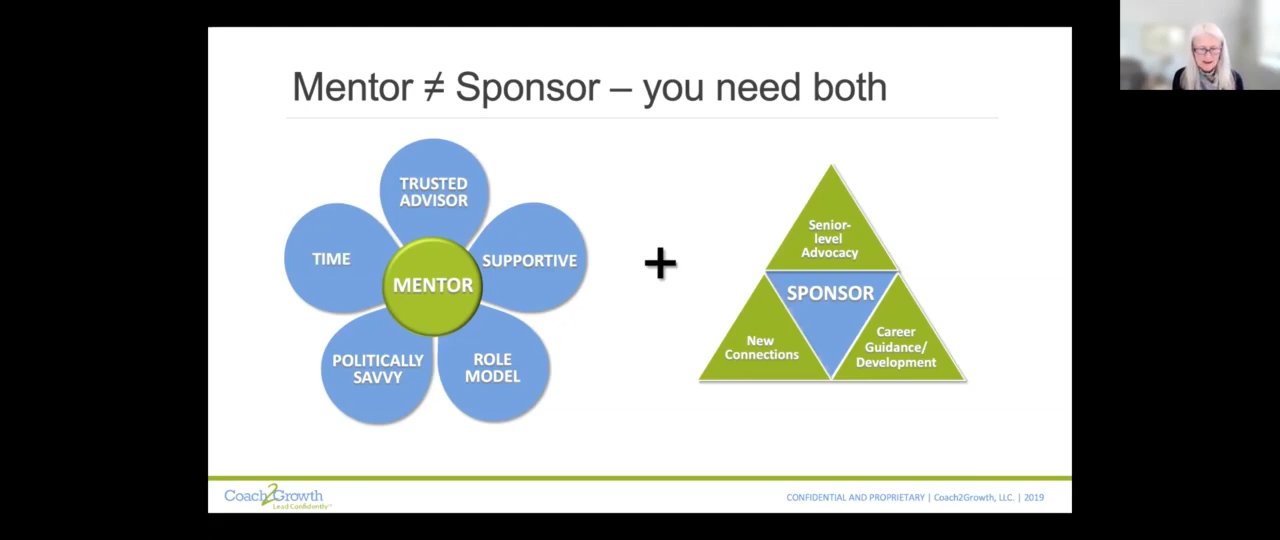 Mentor ≠ Sponsor – you need both
TRUSTED
ADVISOR
TIME
SUPPORTIVE
MENTOR
POLITICALLY
SAVVY
ROLE
MODEL
+
Senior-
level
Advocacy
SPONSOR
New
Connections
Career
Guidance/
Development
Coach2Growth
Lead Confidently™
CONFIDENTIAL AND PROPRIETARY | Coach2Growth, LLC. | 2019